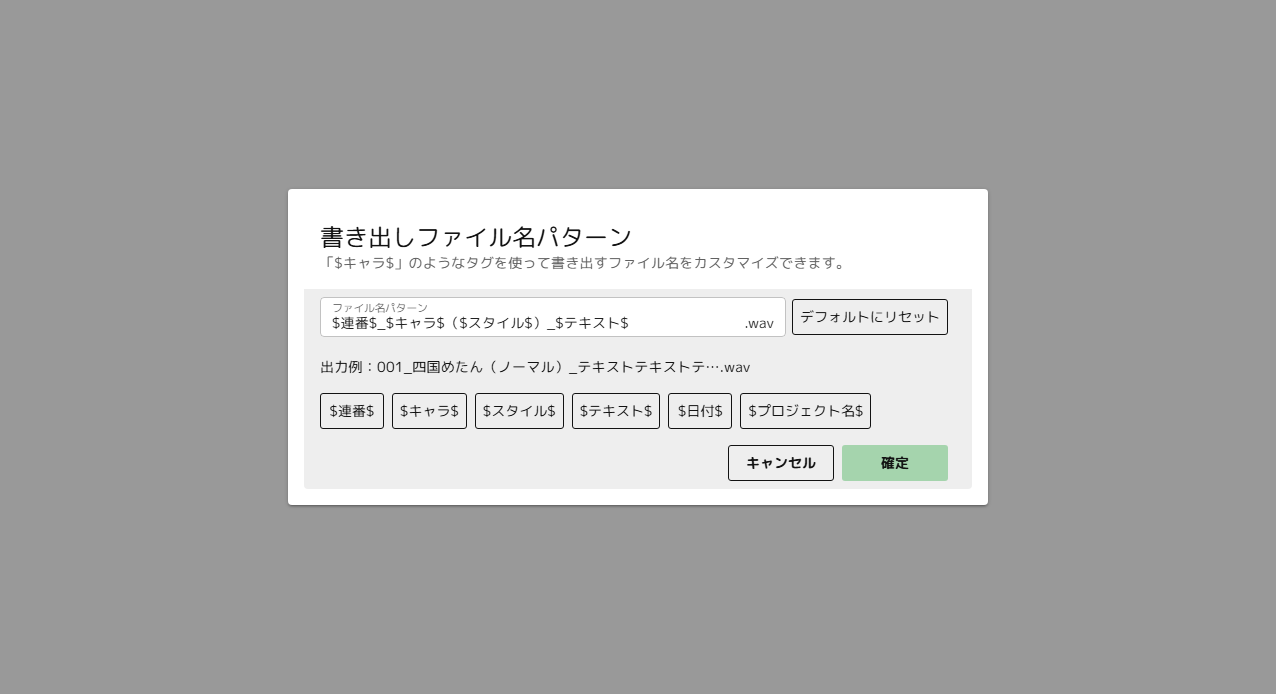 書き出しファイル名パターン
「$キャラ$」のようなタグを使って書き出すファイル名をカスタマイズできます。
ファイル名パターン
$連番$_$キャラ$（$スタイル$）_$テキスト$ .wav
デフォルトにリセット
出力例：001_四国めたん（ノーマル）_テキストテキストテ….wav
$連番$ $キャラ$ $スタイル$ $テキスト$ $日付$ $プロジェクト名$
キャンセル 確定